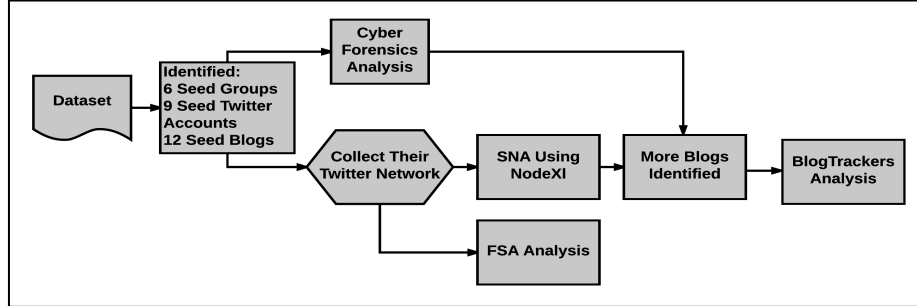 Dataset
Identified:
6 Seed Groups
9 Seed Twitter
Accounts
12 Seed Blogs
Cyber
Forensics
Analysis
Collect Their
Twitter Network
SNA Using
NodeXl
More Blogs
Identified
BlogTrackers
Analysis
FSA Analysis